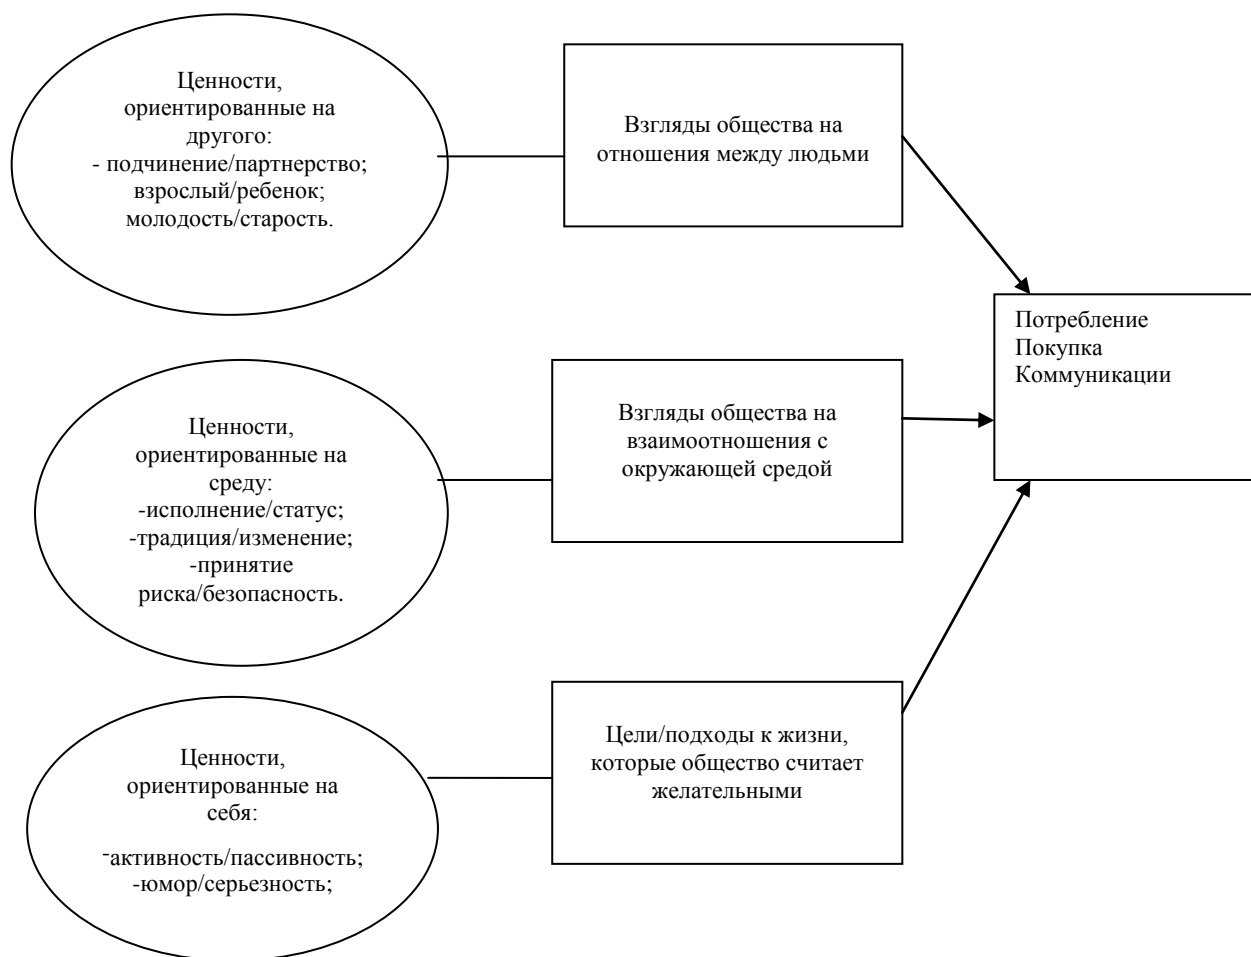 Ценности,
ориентированные на
другого:
- подчинение/партнерство;
взрослый/ребенок;
молодость/старость.
Взгляды общества на
отношения между людьми
Потребление
Покупка
Коммуникации
Ценности,
ориентированные на
среду:
-исполнение/статус;
-традиция/изменение;
-принятие
риска/безопасность.
Взгляды общества на
взаимоотношения с
окружающей средой
Ценности,
ориентированные на
себя:
-активность/пассивность;
-юмор/серьезность;
Цели/подходы к жизни,
которые общество считает
желательными